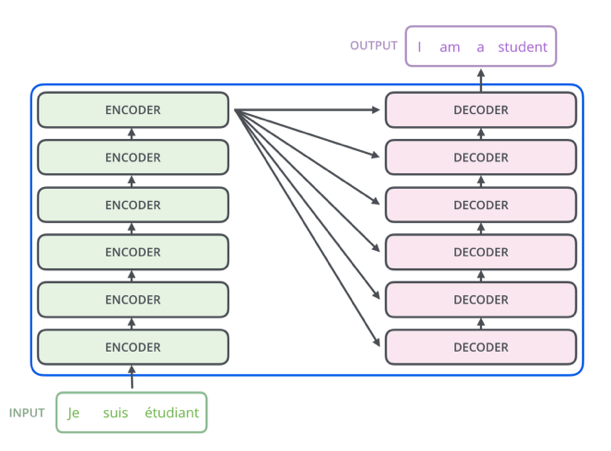 OUTPUT
I am a student
ENCODER
ENCODER
ENCODER
ENCODER
ENCODER
ENCODER
DECODER
DECODER
DECODER
DECODER
DECODER
DECODER
INPUT
Je suis étudiant